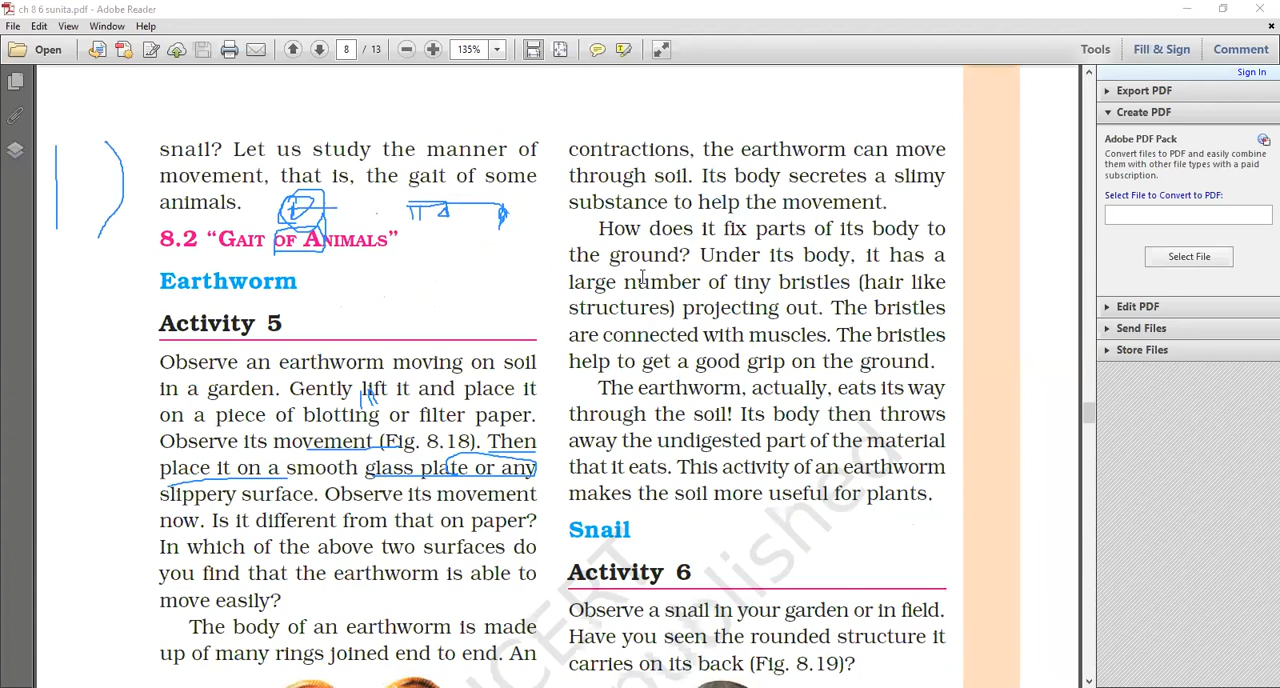 ch 8 6 sunita.pdf - Adobe Reader
File Edit View Window Help
Open 8 / 13 135% Tools Fill & Sign Comment
Sign In
Export PDF
Create PDF
Adobe PDF Pack
Convert files to PDF and easily combine
them with other file types with a paid
subscription.
Select File to Convert to PDF:
Select File
Edit PDF
Send Files
Store Files
snail? Let us study the manner of
movement, that is, the gait of some
animals.
8.2 “GAIT OF ANIMALS”
Earthworm
Activity 5
Observe an earthworm moving on soil
in a garden. Gently lift it and place it
on a piece of blotting or filter paper.
Observe its movement (Fig. 8.18). Then
place it on a smooth glass plate or any
slippery surface. Observe its movement
now. Is it different from that on paper?
In which of the above two surfaces do
you find that the earthworm is able to
move easily?
The body of an earthworm is made
up of many rings joined end to end. An
contractions, the earthworm can move
through soil. Its body secretes a slimy
substance to help the movement.
How does it fix parts of its body to
the ground? Under its body, it has a
large number of tiny bristles (hair like
structures) projecting out. The bristles
are connected with muscles. The bristles
help to get a good grip on the ground.
The earthworm, actually, eats its way
through the soil! Its body then throws
away the undigested part of the material
that it eats. This activity of an earthworm
makes the soil more useful for plants.
Snail
Activity 6
Observe a snail in your garden or in field.
Have you seen the rounded structure it
carries on its back (Fig. 8.19)?
NCERT
published